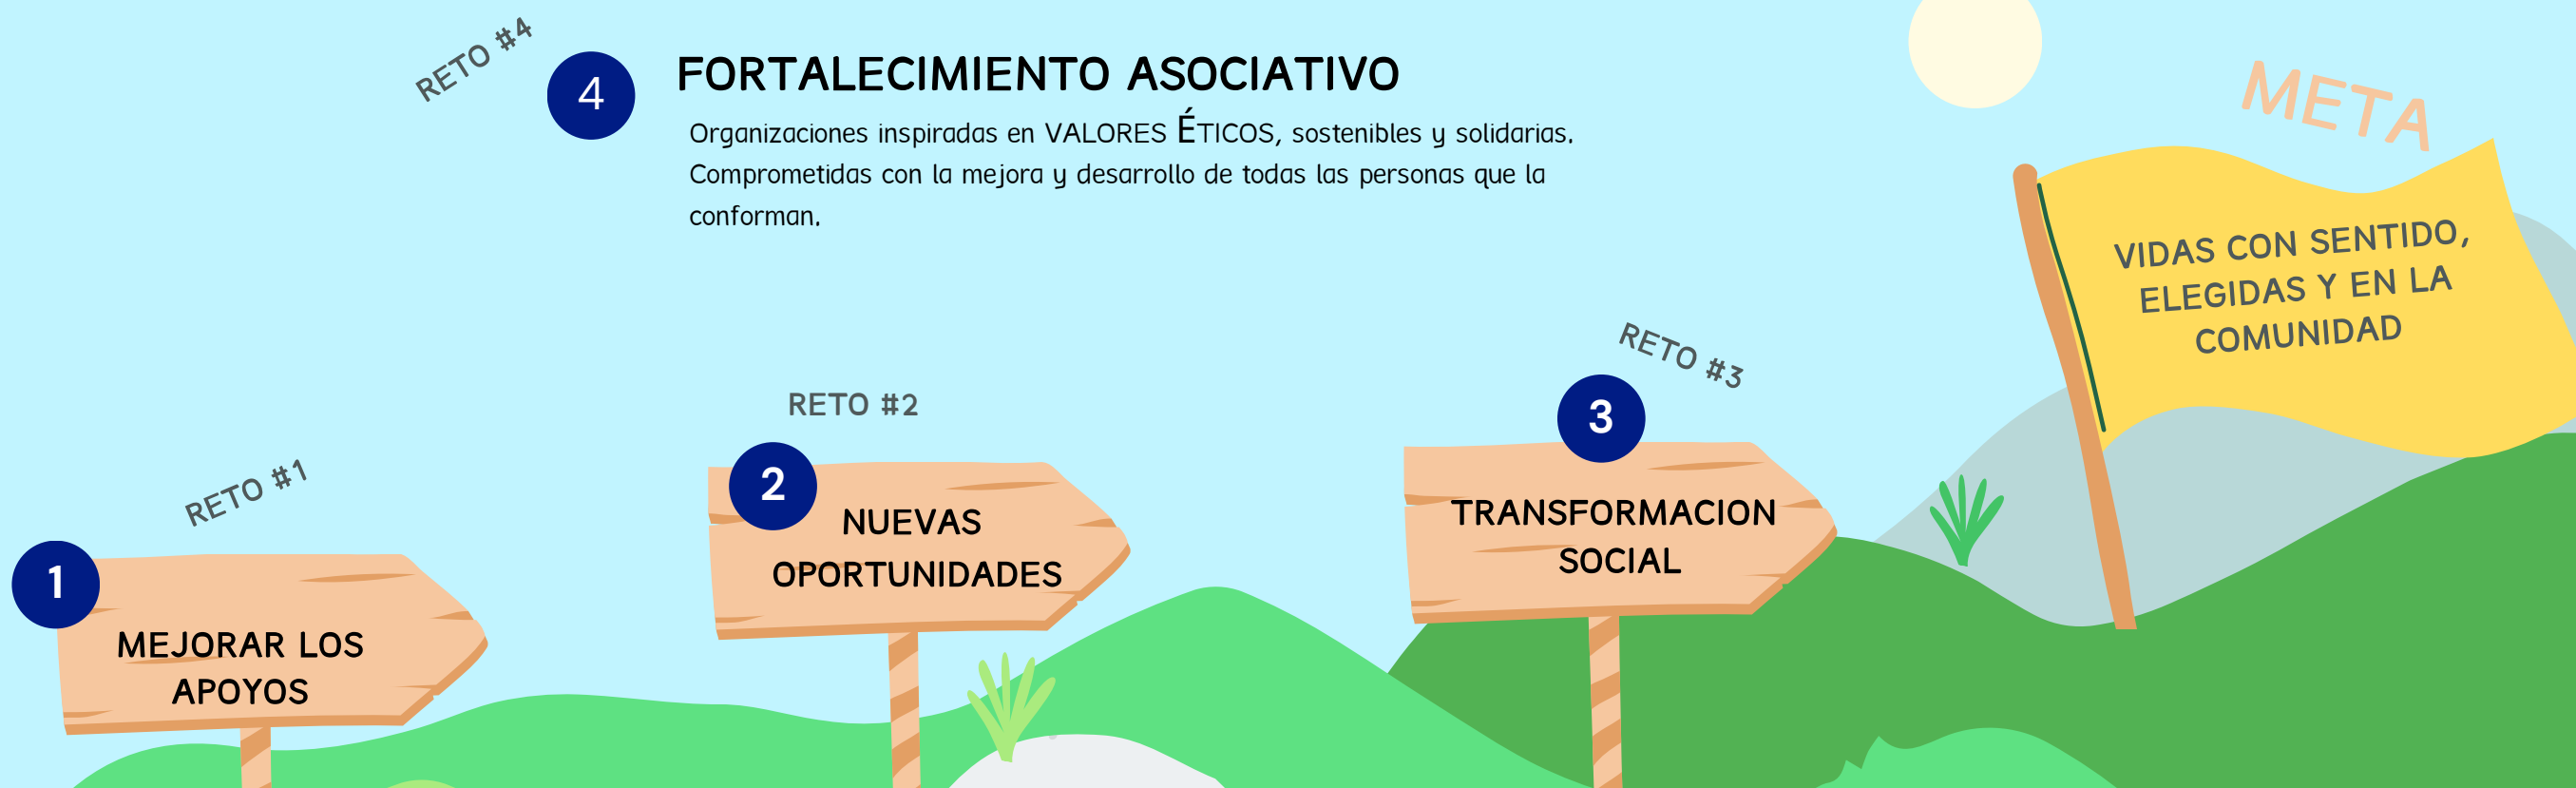 RETO #4
4
FORTALECIMIENTO ASOCIATIVO
Organizaciones inspiradas en VALORES ÉTICOS, sostenibles y solidarias.
Comprometidas con la mejora y desarrollo de todas las personas que la
conforman.
META
VIDAS CON SENTIDO,
ELEGIDAS Y EN LA
COMUNIDAD
RETO #1
1
MEJORAR LOS
APOYOS
RETO #2
2
NUEVAS
OPORTUNIDADES
RETO #3
3
TRANSFORMACION
SOCIAL